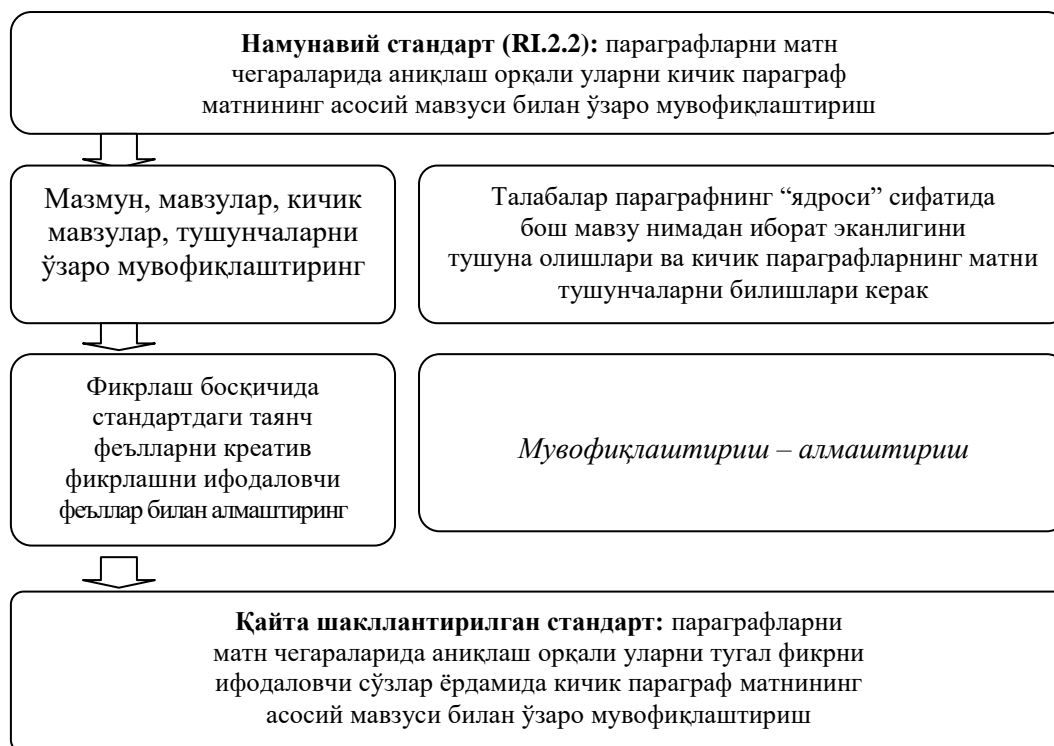 Намунавий стандарт (RI.2.2): параграфларни матн
чегараларида аниқлаш орқали уларни кичик параграф
матнининг асосий мавзуси билан ўзаро мувофиқлаштириш
Мазмун, мавзулар, кичик
мавзулар, тушунчаларни
ўзаро мувофиқлаштиринг
Талабалар параграфнинг “ядроси” сифатида
бош мавзу нимадан иборат эканлигини
тушуна олишлари ва кичик параграфларнинг матни
тушунчаларни билишлари керак
Фикрлаш босқичида
стандартдаги таянч
феълларни креатив
фикрлашни ифодаловчи
феъллар билан алмаштиринг
Мувофиқлаштириш – алмаштириш
Қайта шакллантирилган стандарт: параграфларни
матн чегараларида аниқлаш орқали уларни тугал фикрни
ифодаловчи сўзлар ёрдамида кичик параграф матнининг
асосий мавзуси билан ўзаро мувофиқлаштириш